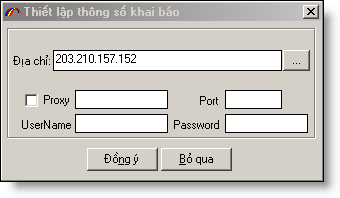 Thiết lập thông số khai báo
Địa chỉ: 203.210.157.152 ...
Proxy Port
UserName Password
Đồng ý Bỏ qua